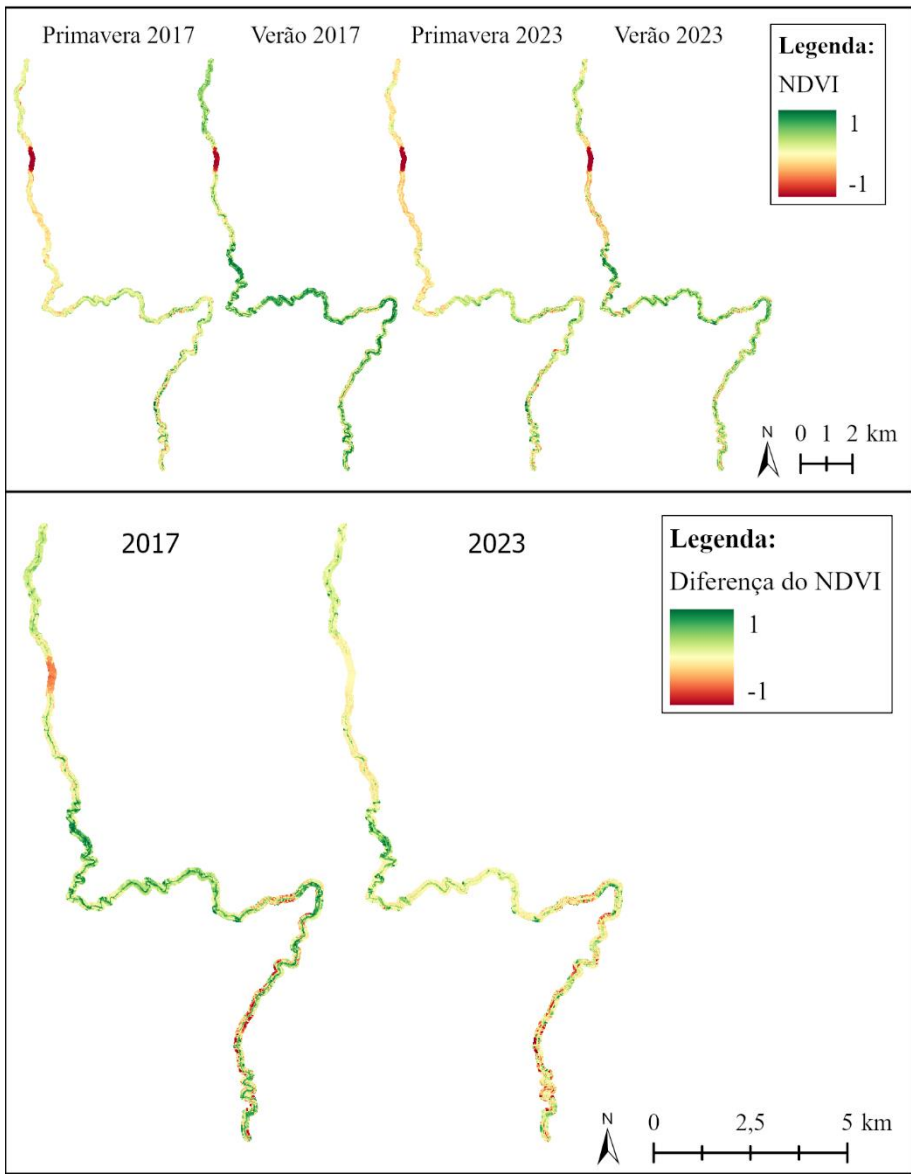 Primavera 2017 Verão 2017 Primavera 2023 Verão 2023
Legenda:
NDVI
1
-1
N
0 1 2 km
2017 2023
Legenda:
Diferença do NDVI
1
-1
N
0 2,5 5 km